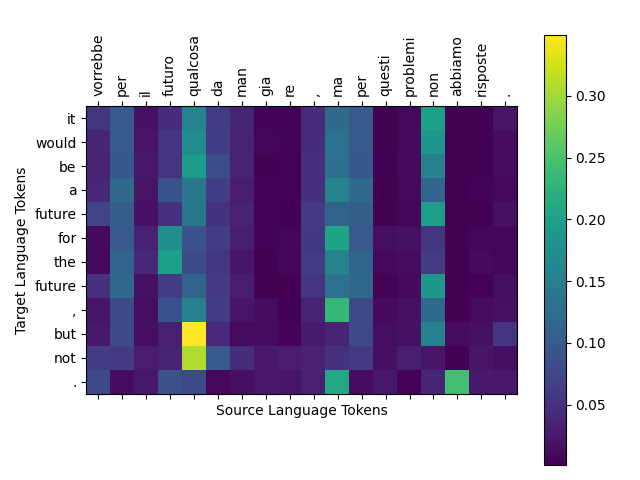 vorrebbe per il futuro qualcosa da man gia re , ma per questi problemi non abbiamo risposte .
it
would
be
a
future
for
the
future
,
but
not
.
Target Language Tokens
Source Language Tokens
0.30
0.25
0.20
0.15
0.10
0.05